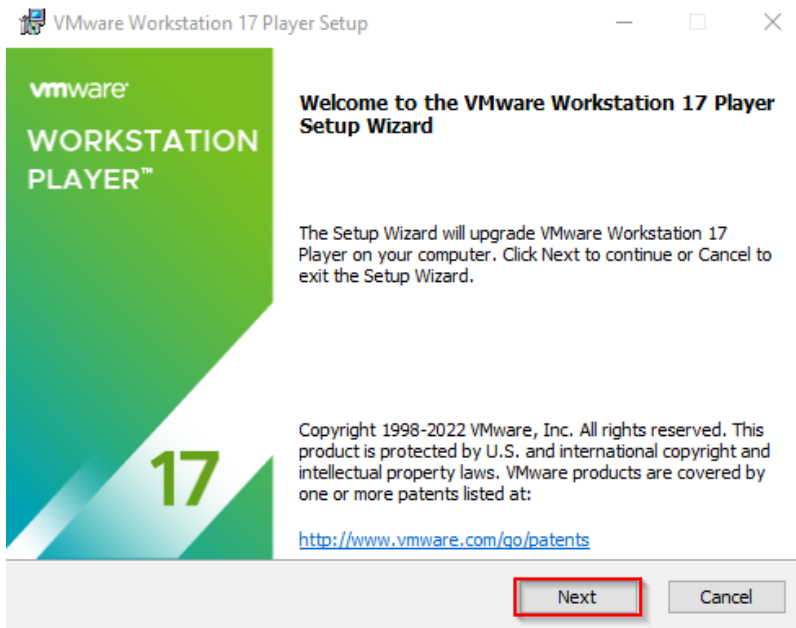 VMware Workstation 17 Player Setup
vmware
WORKSTATION
PLAYER™
17
Welcome to the VMware Workstation 17 Player
Setup Wizard
The Setup Wizard will upgrade VMware Workstation 17
Player on your computer. Click Next to continue or Cancel to
exit the Setup Wizard.
Copyright 1998-2022 VMware, Inc. All rights reserved. This
product is protected by U.S. and international copyright and
intellectual property laws. VMware products are covered by
one or more patents listed at:
http://www.vmware.com/go/patents
Next
Cancel